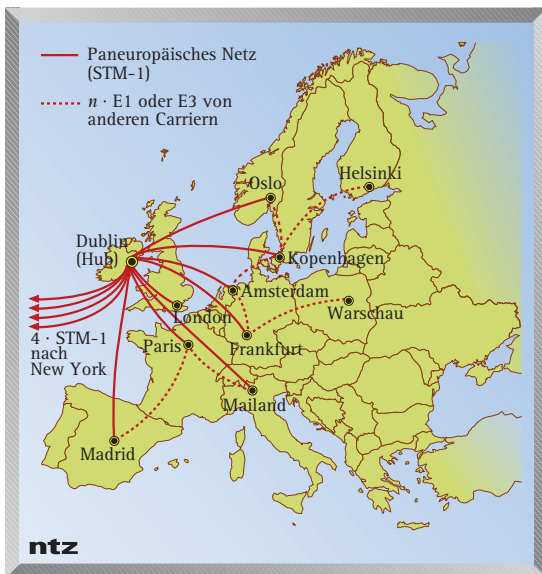 Paneuropäisches Netz
(STM-1)
n · E1 oder E3 von
anderen Carriern
Helsinki
Oslo
Dublin
(Hub)
Kopenhagen
Amsterdam
London
Warschau
4 · STM-1
nach
New York
Paris
Frankfurt
Mailand
Madrid
ntz